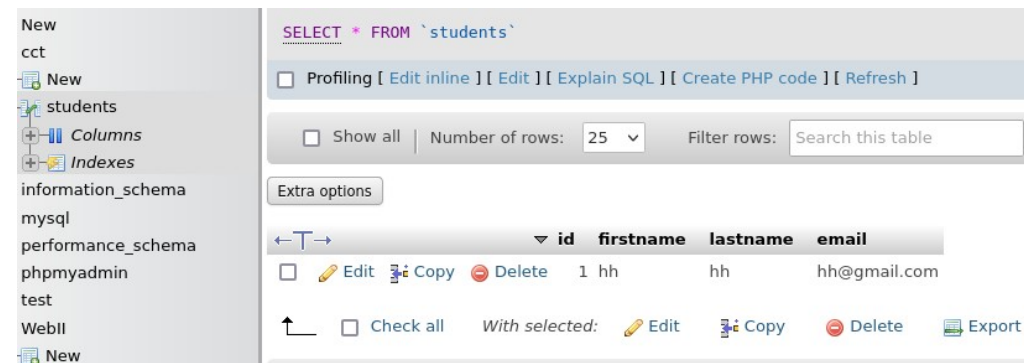 New
cct
New
students
Columns
Indexes
information_schema
mysql
performance_schema
phpmyadmin
test
WebII
New
SELECT * FROM `students`
Profiling [ Edit inline ] [ Edit ] [ Explain SQL ] [ Create PHP code ] [ Refresh ]
Show all | Number of rows: 25 Filter rows: Search this table
Extra options
←T→ ▼ id firstname lastname email
Edit Copy Delete 1 hh hh hh@gmail.com
Check all With selected: Edit Copy Delete Export